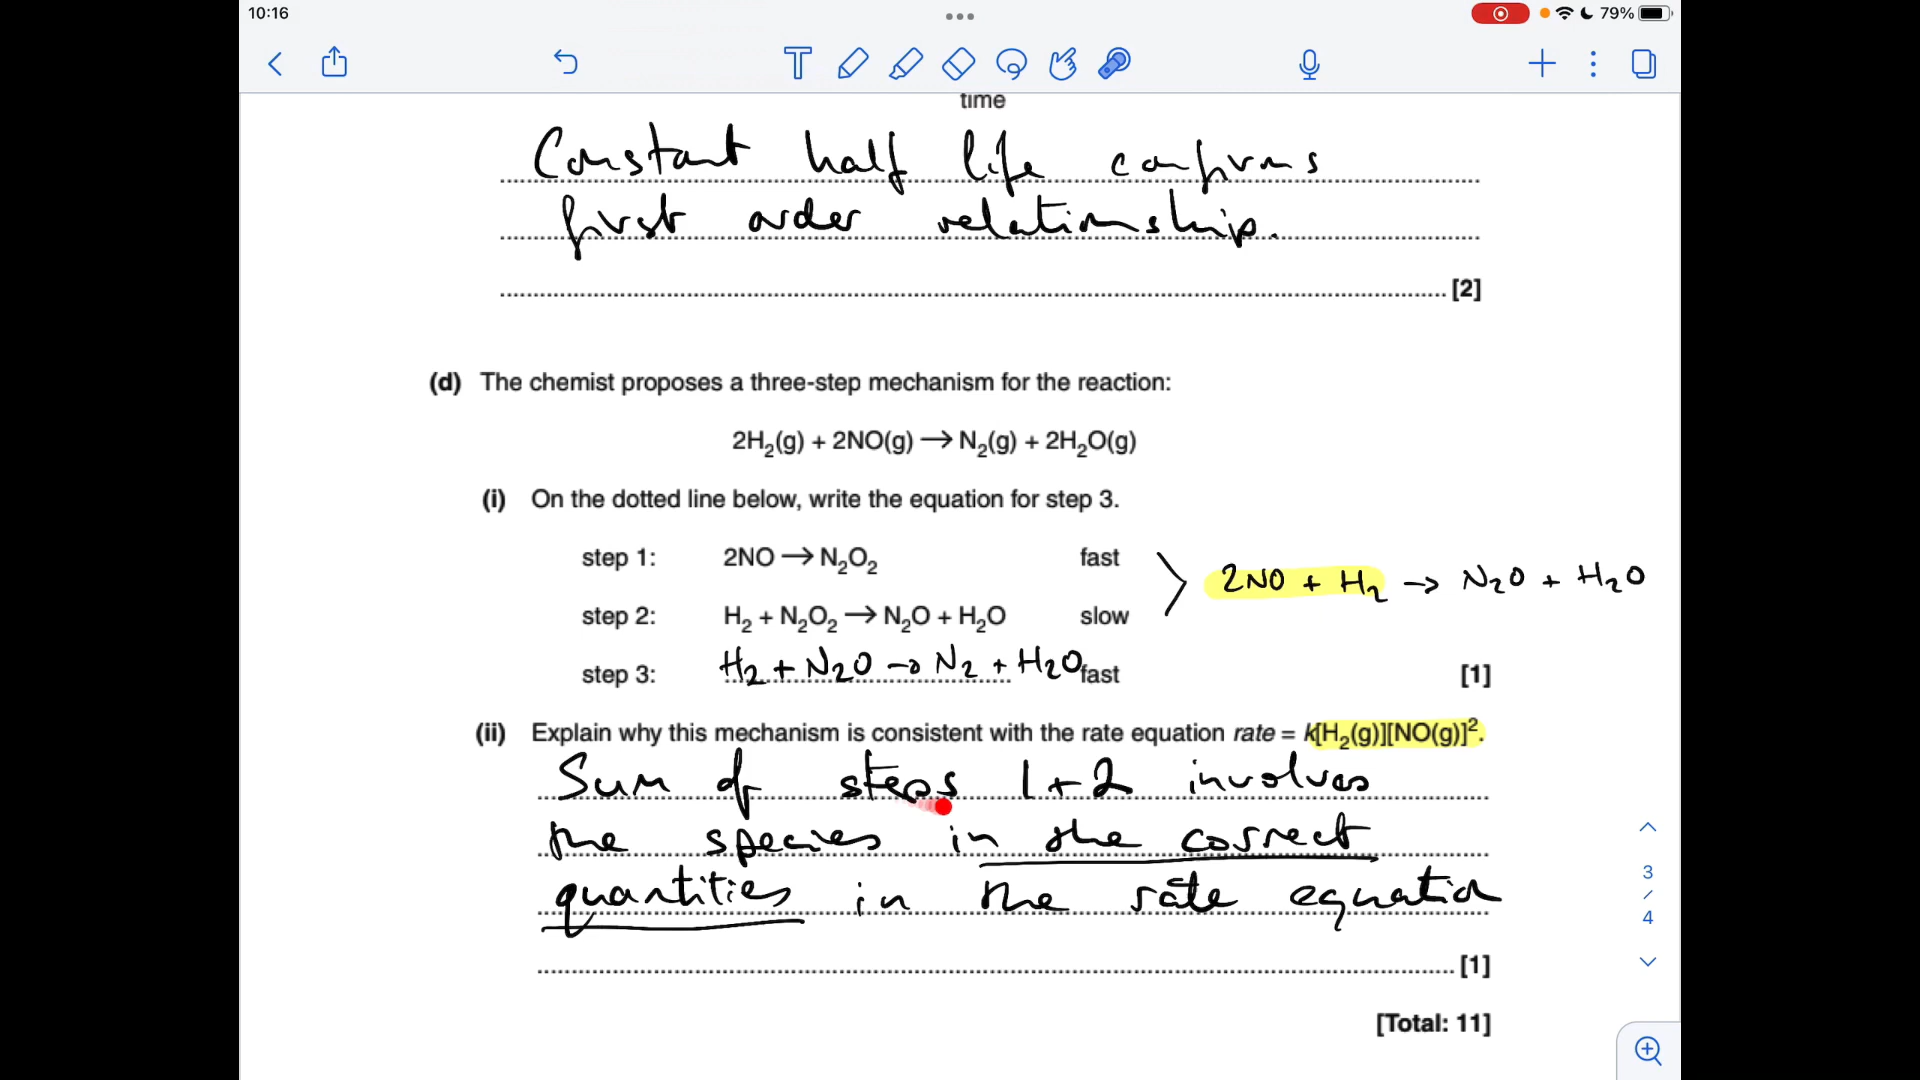 10:16
79%
time
Constant half life confirms
first order relationship.
[2]
(d) The chemist proposes a three-step mechanism for the reaction:
2H₂(g) + 2NO(g) → N₂(g) + 2H₂O(g)
(i) On the dotted line below, write the equation for step 3.
step 1: 2NO → N₂O₂ fast
2NO + H₂ → N₂O + H₂O
step 2: H₂ + N₂O₂ → N₂O + H₂O slow
step 3: H₂ + N₂O → N₂ + H₂O fast [1]
(ii) Explain why this mechanism is consistent with the rate equation rate = k[H₂(g)][NO(g)]².
Sum of steps 1+2 involves
the species in the correct
quantities in the rate equation
[1]
[Total: 11]
3
/
4